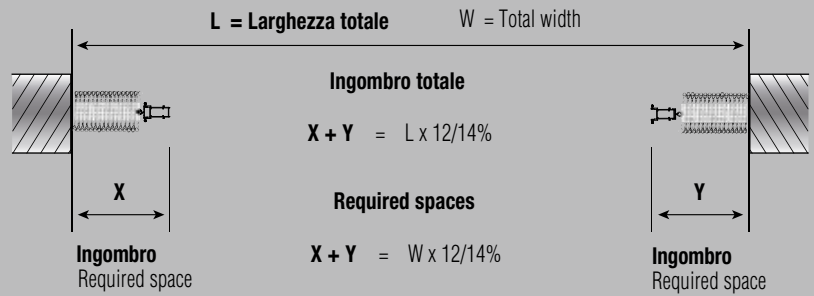 L = Larghezza totale W = Total width
Ingombro totale
X + Y = L x 12/14%
X
Y
Required spaces
Ingombro
Required space
X + Y = W x 12/14%
Ingombro
Required space